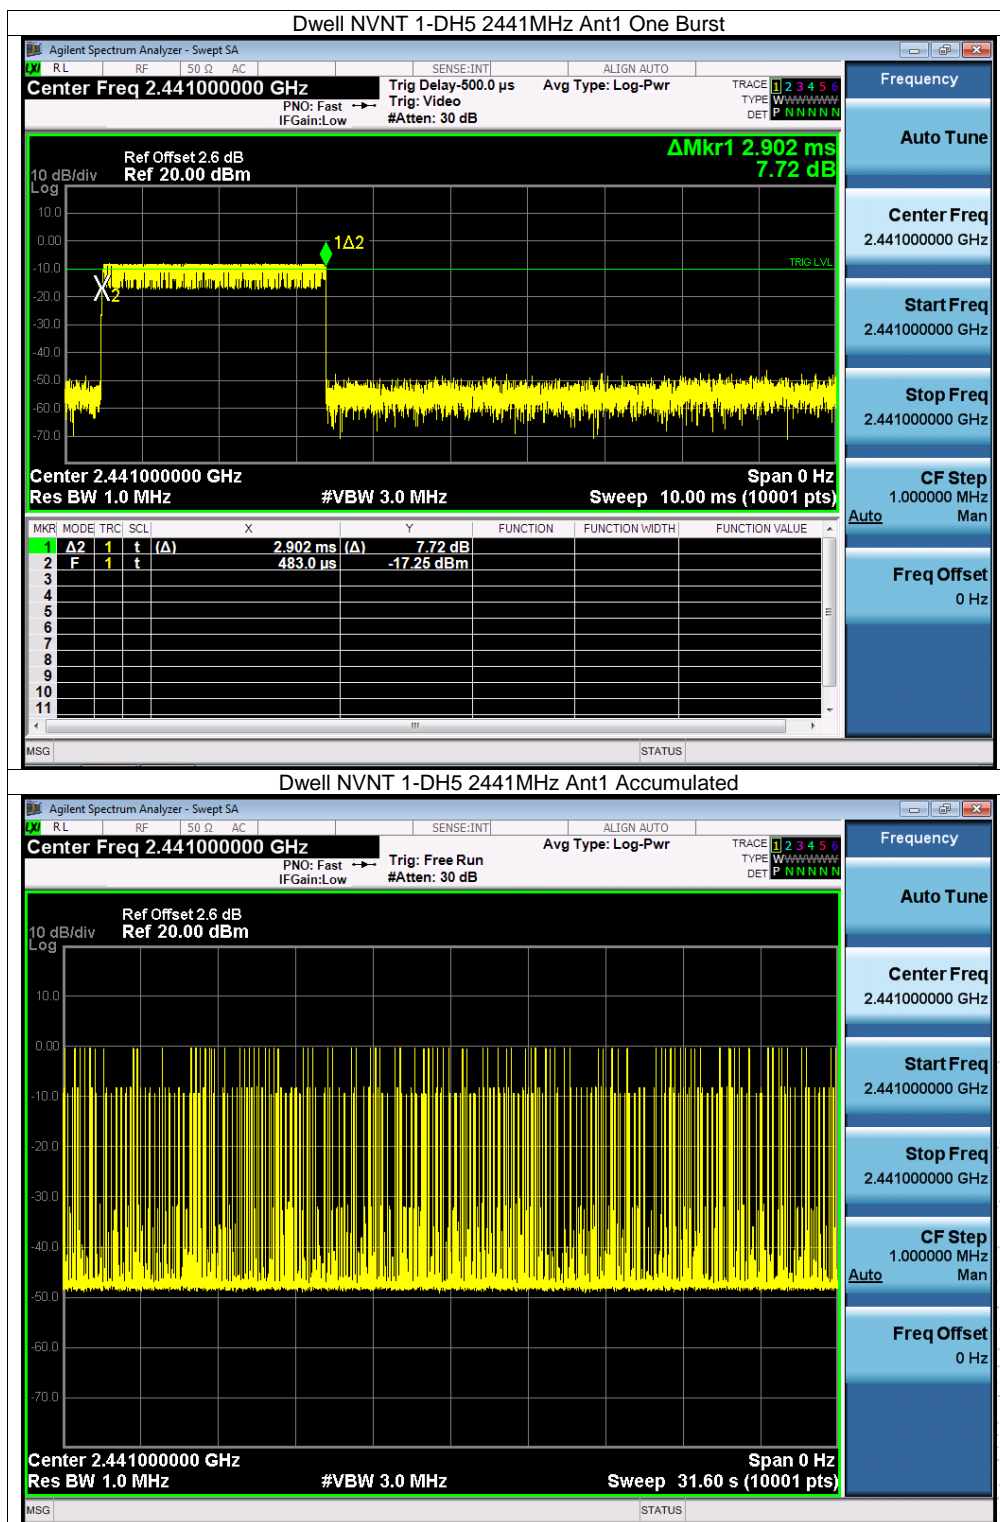 Dwell NVNT 1-DH5 2441MHz Ant1 One Burst
Agilent Spectrum Analyzer - Swept SA
LXI RL RF 50 Ω AC SENSE:INT ALIGN AUTO
Center Freq 2.441000000 GHz
PNO: Fast
IFGain:Low
Trig Delay-500.0 µs
Trig: Video
#Atten: 30 dB
Avg Type: Log-Pwr
TRACE 1 2 3 4 5 6
TYPE WWWWWW
DET P N N N N N
Frequency
Auto Tune
Center Freq
2.441000000 GHz
Start Freq
2.441000000 GHz
Stop Freq
2.441000000 GHz
CF Step
1.000000 MHz
Auto Man
Freq Offset
0 Hz
ΔMkr1 2.902 ms
7.72 dB
Ref Offset 2.6 dB
10 dB/div Ref 20.00 dBm
Log
10.0
0.00
-10.0
-20.0
-30.0
-40.0
-50.0
-60.0
-70.0
1Δ2
TRIG LVL
2
Center 2.441000000 GHz Span 0 Hz
Res BW 1.0 MHz #VBW 3.0 MHz Sweep 10.00 ms (10001 pts)
MKR MODE TRC SCL X Y FUNCTION FUNCTION WIDTH FUNCTION VALUE
1 Δ2 1 t (Δ) 2.902 ms (Δ) 7.72 dB
2 F 1 t 483.0 µs -17.25 dBm
3
4
5
6
7
8
9
10
11
MSG STATUS
Dwell NVNT 1-DH5 2441MHz Ant1 Accumulated
Agilent Spectrum Analyzer - Swept SA
LXI RL RF 50 Ω AC SENSE:INT ALIGN AUTO
Center Freq 2.441000000 GHz
PNO: Fast
IFGain:Low
Trig: Free Run
#Atten: 30 dB
Avg Type: Log-Pwr
TRACE 1 2 3 4 5 6
TYPE WWWWWW
DET P N N N N N
Frequency
Auto Tune
Center Freq
2.441000000 GHz
Start Freq
2.441000000 GHz
Stop Freq
2.441000000 GHz
CF Step
1.000000 MHz
Auto Man
Freq Offset
0 Hz
Ref Offset 2.6 dB
10 dB/div Ref 20.00 dBm
Log
10.0
0.00
-10.0
-20.0
-30.0
-40.0
-50.0
-60.0
-70.0
Center 2.441000000 GHz Span 0 Hz
Res BW 1.0 MHz #VBW 3.0 MHz Sweep 31.60 s (10001 pts)
MSG STATUS